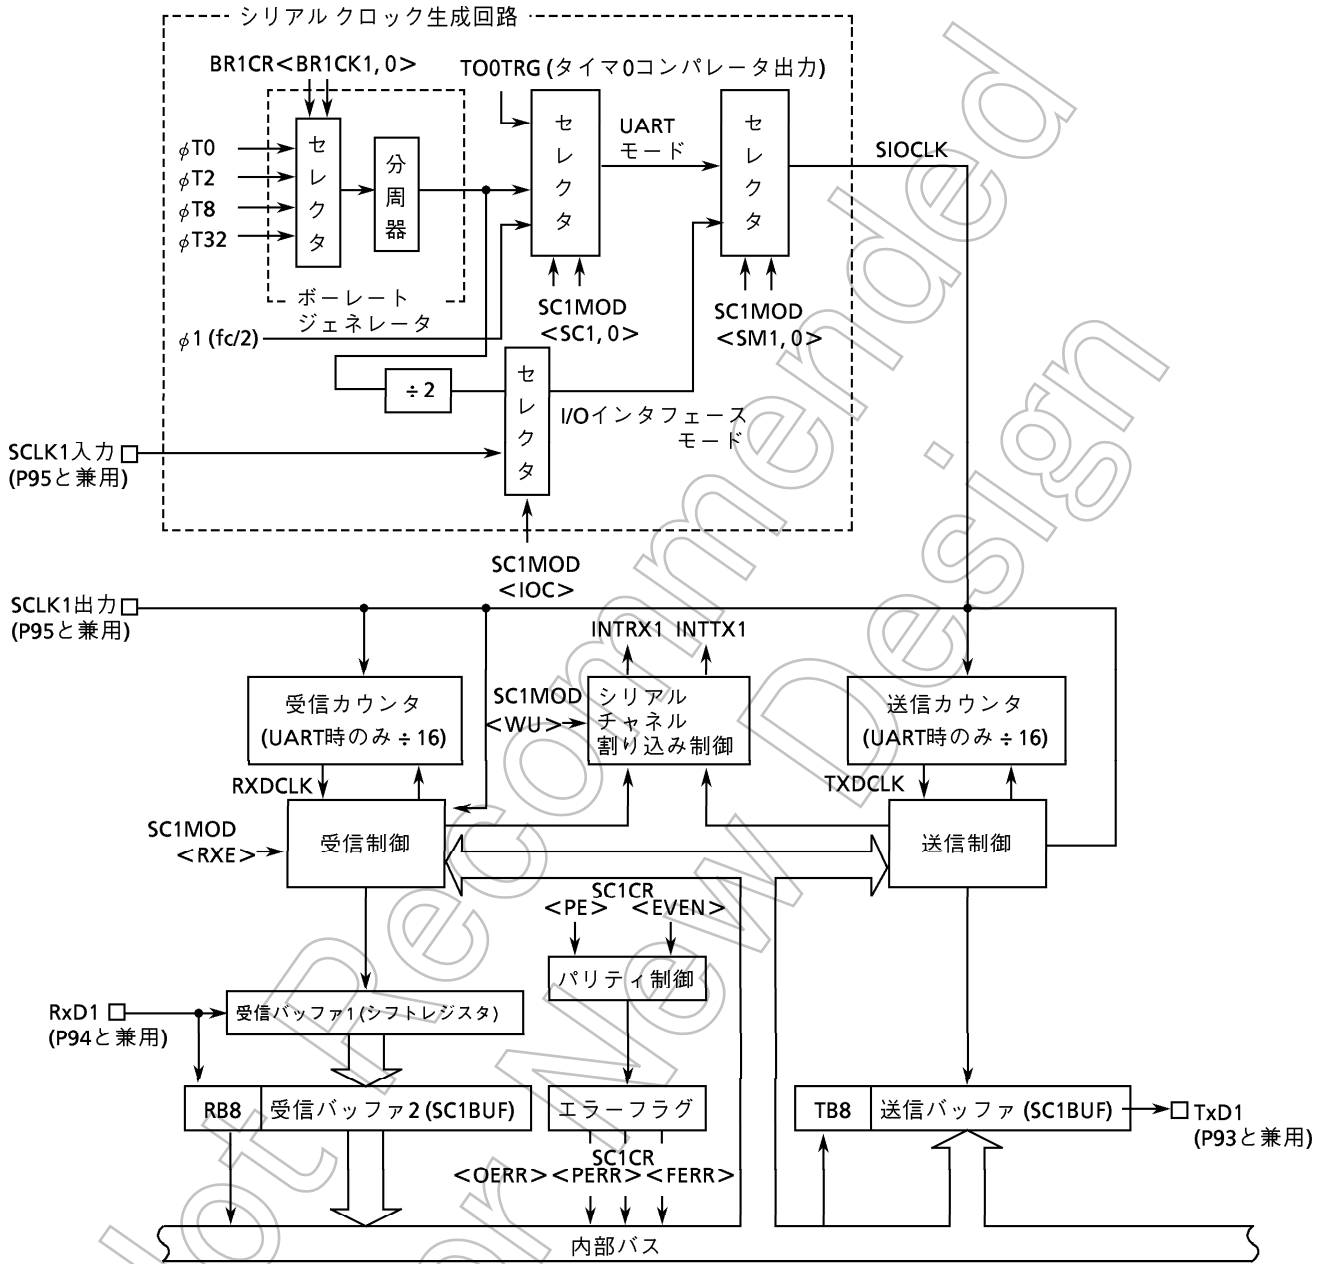 シリアル クロック生成回路
BR1CR<BR1CK1, 0>
TO0TRG (タイマ0コンパレータ出力)
セレクタ
分周器
セレクタ
UART
モード
セレクタ
SIOCLK
φT0
φT2
φT8
φT32
ボーレート
ジェネレータ
SC1MOD
<SC1, 0>
SC1MOD
<SM1, 0>
φ1 (fc/2)
÷2
セレクタ
I/Oインタフェース
モード
SCLK1入力
(P95と兼用)
SC1MOD
<IOC>
SCLK1出力
(P95と兼用)
INTRX1
INTTX1
受信カウンタ
(UART時のみ÷16)
SC1MOD
<WU>
シリアル
チャネル
割り込み制御
送信カウンタ
(UART時のみ÷16)
RXDCLK
TXDCLK
SC1MOD
<RXE>
受信制御
送信制御
SC1CR
<PE>
<EVEN>
パリティ制御
RxD1
(P94と兼用)
受信バッファ1 (シフトレジスタ)
RB8
受信バッファ2 (SC1BUF)
エラーフラグ
TB8
送信バッファ (SC1BUF)
TxD1
(P93と兼用)
SC1CR
<OERR>
<PERR>
<FERR>
内部バス
Not Recommended
for New Design